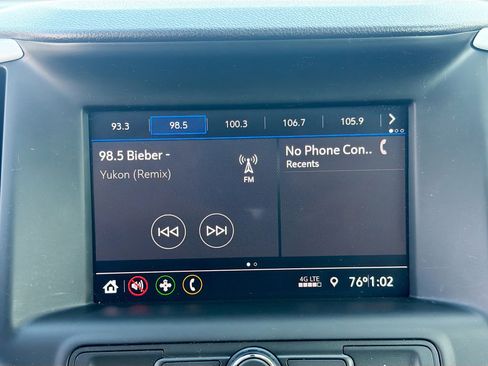 93.3 98.5 100.3 106.7 105.9
98.5 Bieber -
Yukon (Remix)
FM
No Phone Con..
Recents
4G LTE
76° 1:02